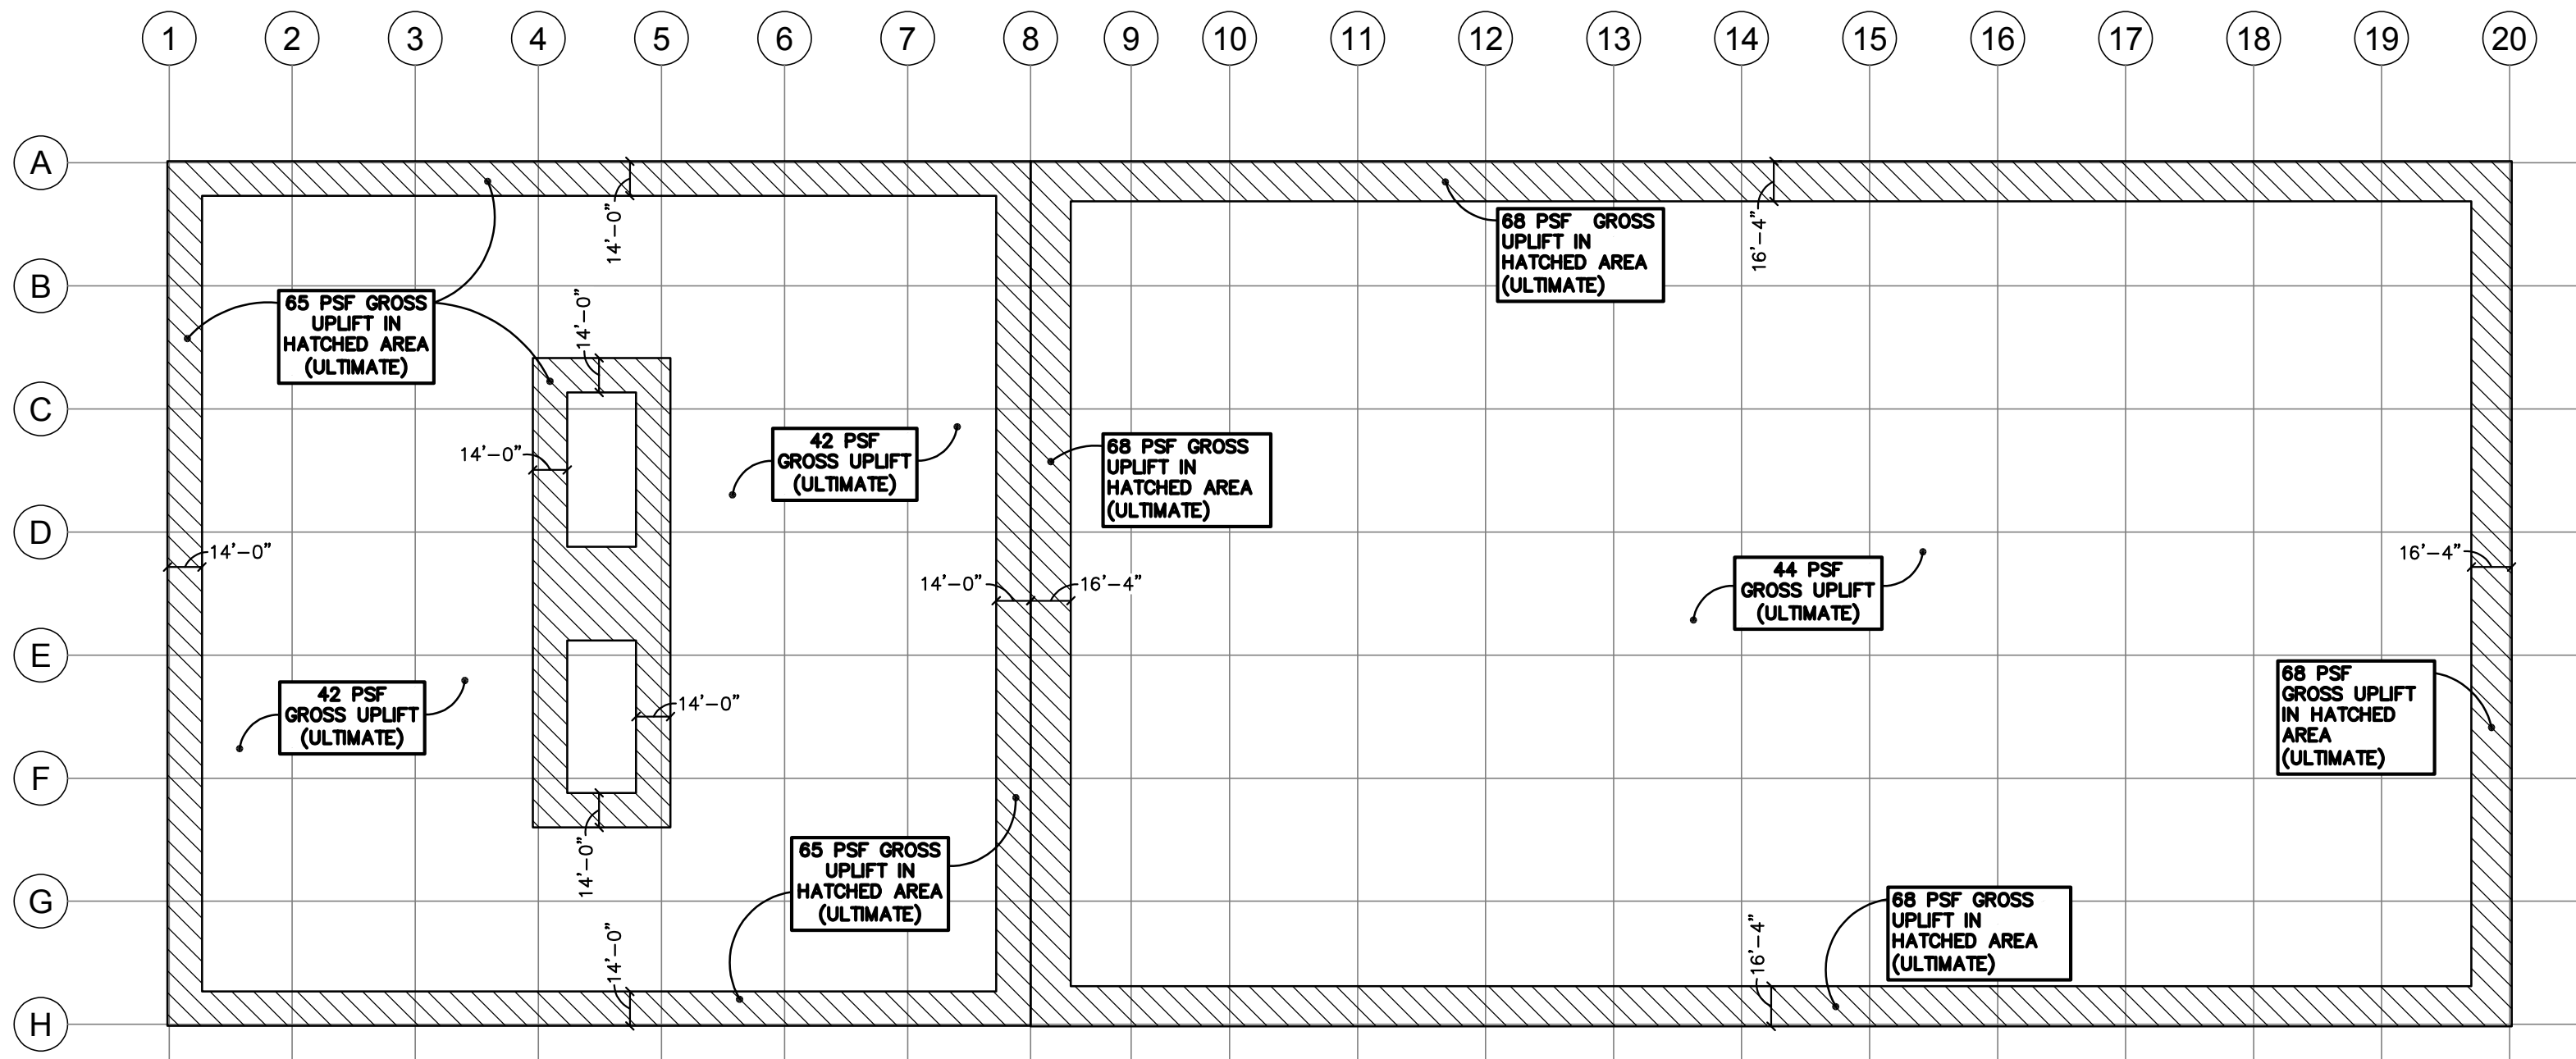 1 2 3 4 5 6 7 8 9 10 11 12 13 14 15 16 17 18 19 20
A
B
C
D
E
F
G
H
14'-0"
16'-4"
68 PSF GROSS
UPLIFT IN
HATCHED AREA
(ULTIMATE)
65 PSF GROSS
UPLIFT IN
HATCHED AREA
(ULTIMATE)
14'-0"
14'-0"
42 PSF
GROSS UPLIFT
(ULTIMATE)
68 PSF GROSS
UPLIFT IN
HATCHED AREA
(ULTIMATE)
14'-0"
14'-0"
16'-4"
44 PSF
GROSS UPLIFT
(ULTIMATE)
16'-4"
42 PSF
GROSS UPLIFT
(ULTIMATE)
14'-0"
68 PSF
GROSS UPLIFT
IN HATCHED
AREA
(ULTIMATE)
14'-0"
65 PSF GROSS
UPLIFT IN
HATCHED AREA
(ULTIMATE)
14'-0"
16'-4"
68 PSF GROSS
UPLIFT IN
HATCHED AREA
(ULTIMATE)